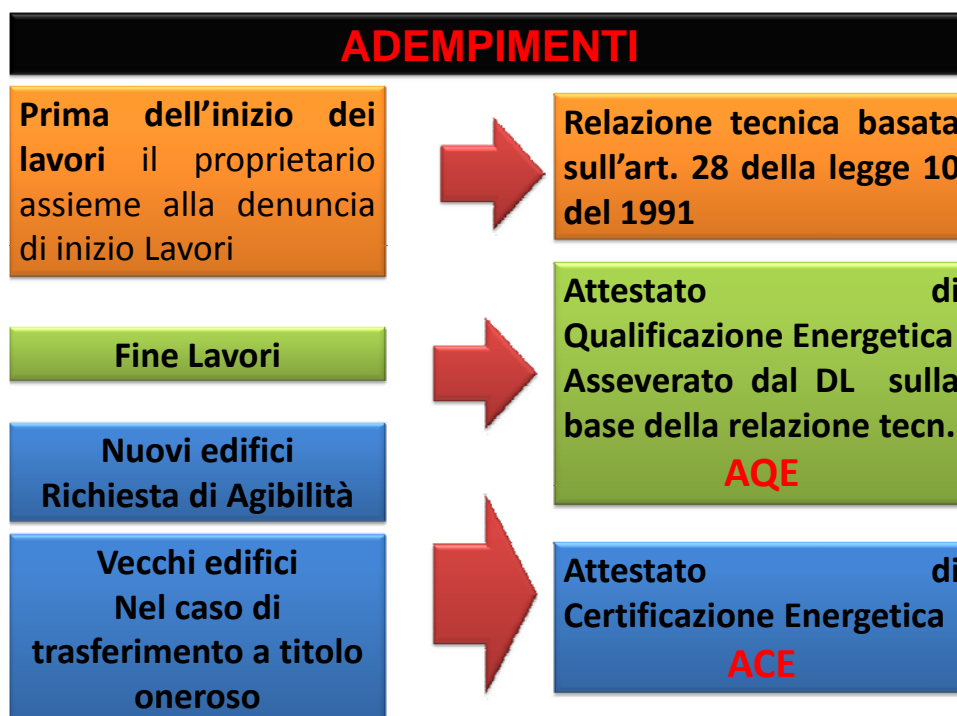 ADEMPIMENTI
Prima dell'inizio dei
lavori il proprietario
assieme alla denuncia
di inizio Lavori
Relazione tecnica basata
sull'art. 28 della legge 10
del 1991
Fine Lavori
Attestato di
Qualificazione Energetica
Asseverato dal DL sulla
base della relazione tecn.
AQE
Nuovi edifici
Richiesta di Agibilità
Vecchi edifici
Nel caso di
trasferimento a titolo
oneroso
Attestato di
Certificazione Energetica
ACE